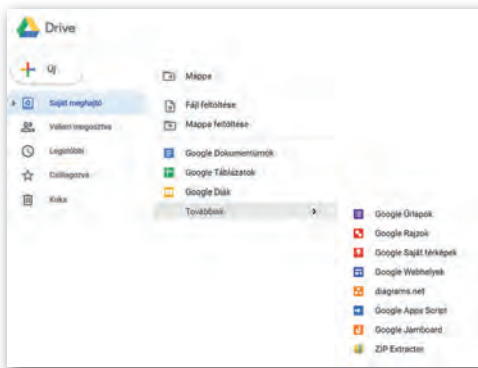 Drive
Új
Saját meghajtó
Velem megosztva
Legutóbbi
Csillagozva
Kuka
Mappa
Fájl feltöltése
Mappa feltöltése
Google Dokumentumok
Google Táblázatok
Google Diák
Továbbiak
Google Űrlapok
Google Rajzok
Google Saját térképek
Google Webhelyek
diagrams.net
Google Apps Script
Google Jamboard
ZIP Extractor